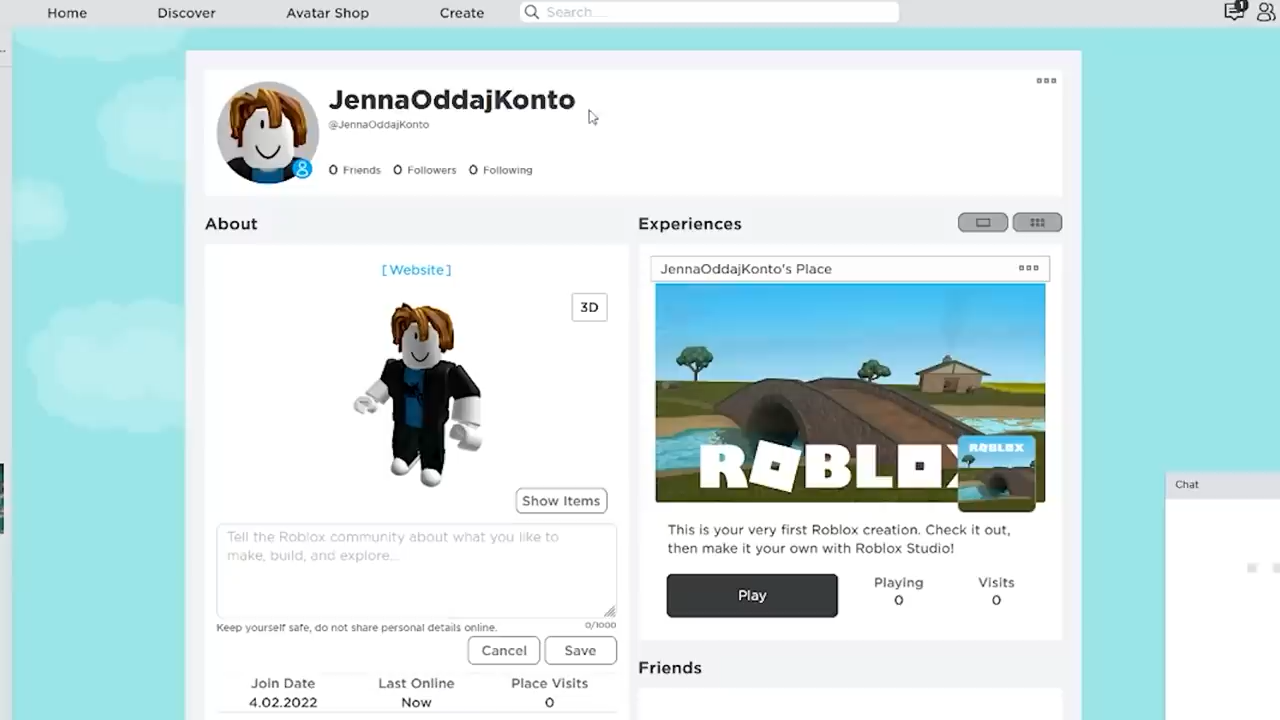 Home Discover Avatar Shop Create Search...
1
JennaOddajKonto
@JennaOddajKonto
0 Friends 0 Followers 0 Following
About
[ Website ]
3D
Show Items
Tell the Roblox community about what you like to
make, build, and explore...
Keep yourself safe, do not share personal details online.
0/1000
Cancel Save
Join Date Last Online Place Visits
4.02.2022 Now 0
Experiences
JennaOddajKonto's Place
ROBLOX
ROBLOX
This is your very first Roblox creation. Check it out,
then make it your own with Roblox Studio!
Play
Playing Visits
0 0
Friends
Chat